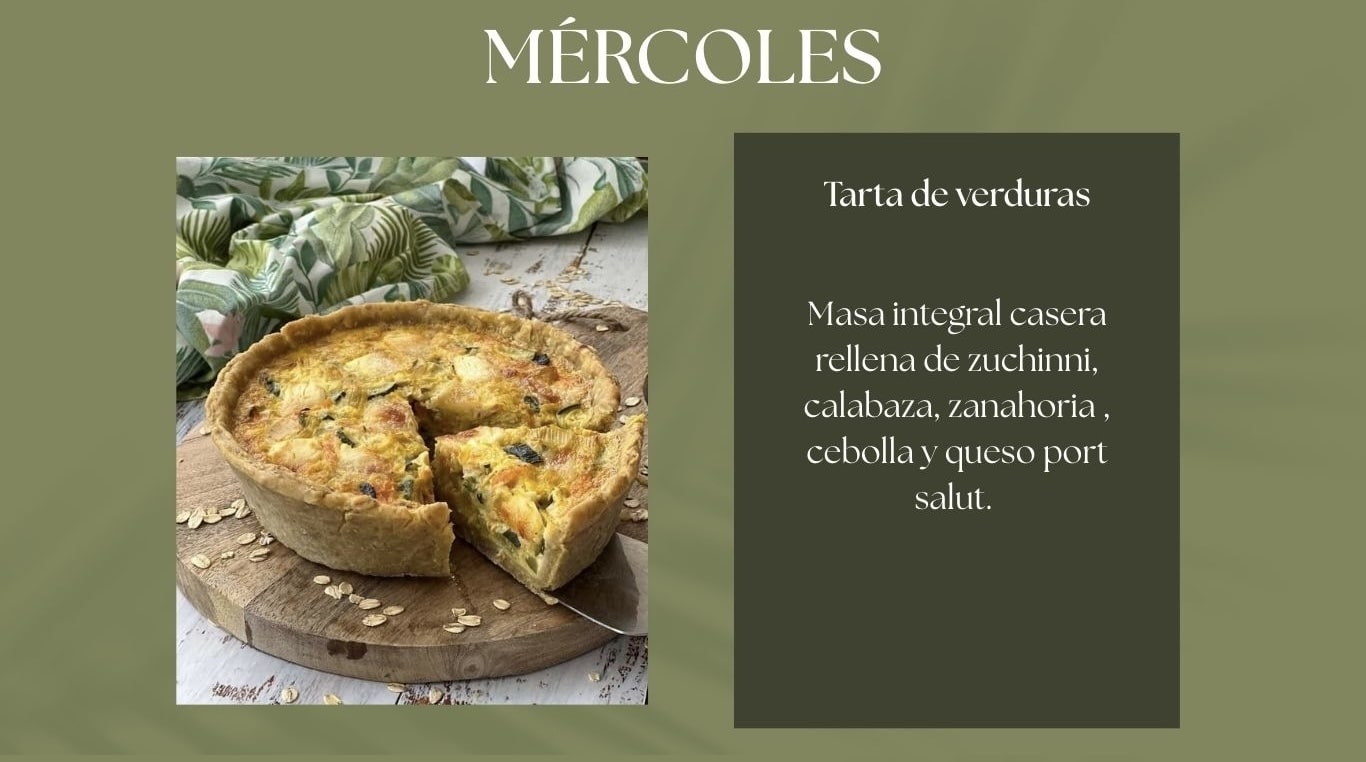 MÉRCOLES
Tarta de verduras
Masa integral casera
rellena de zuchinni,
calabaza, zanahoria ,
cebolla y queso port
salut.